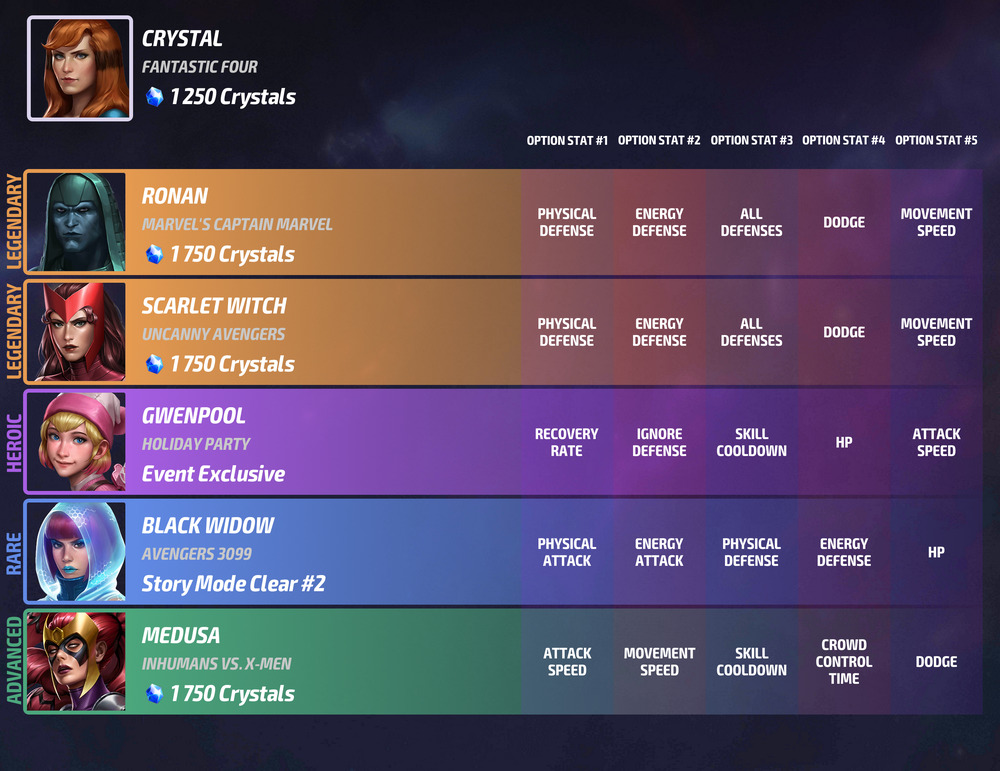 CRYSTAL
FANTASTIC FOUR
1 250 Crystals
OPTION STAT #1 OPTION STAT #2 OPTION STAT #3 OPTION STAT #4 OPTION STAT #5
LEGENDARY
RONAN
MARVEL'S CAPTAIN MARVEL
1 750 Crystals
PHYSICAL
DEFENSE
ENERGY
DEFENSE
ALL
DEFENSES
DODGE
MOVEMENT
SPEED
LEGENDARY
SCARLET WITCH
UNCANNY AVENGERS
1 750 Crystals
PHYSICAL
DEFENSE
ENERGY
DEFENSE
ALL
DEFENSES
DODGE
MOVEMENT
SPEED
HEROIC
GWENPOOL
HOLIDAY PARTY
Event Exclusive
RECOVERY
RATE
IGNORE
DEFENSE
SKILL
COOLDOWN
HP
ATTACK
SPEED
RARE
BLACK WIDOW
AVENGERS 3099
Story Mode Clear #2
PHYSICAL
ATTACK
ENERGY
ATTACK
PHYSICAL
DEFENSE
ENERGY
DEFENSE
HP
ADVANCED
MEDUSA
INHUMANS VS. X-MEN
1 750 Crystals
ATTACK
SPEED
MOVEMENT
SPEED
SKILL
COOLDOWN
CROWD
CONTROL
TIME
DODGE